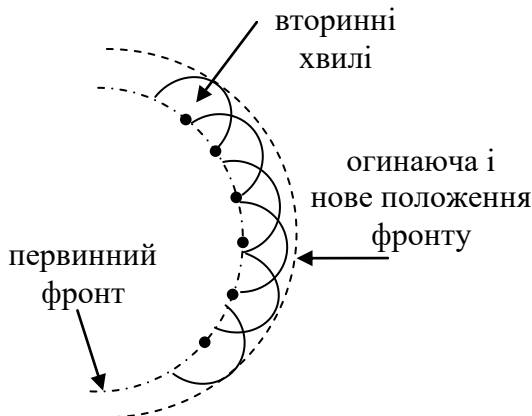 вторинні
хвилі
огинаюча і
нове положення
фронту
первинний
фронт